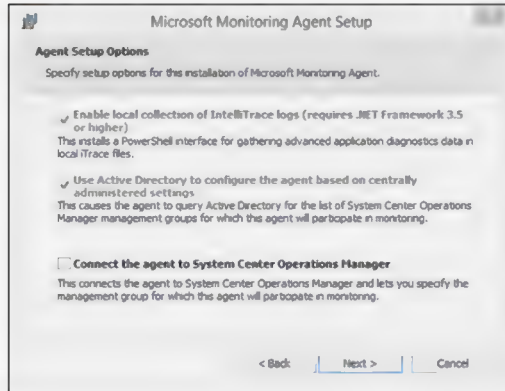 Microsoft Monitoring Agent Setup
Agent Setup Options
Specify setup options for this installation of Microsoft Monitoring Agent.
Enable local collection of IntelliTrace logs (requires .NET Framework 3.5
or higher)
This installs a PowerShell interface for gathering advanced application diagnostics data in
local iTrace files.
Use Active Directory to configure the agent based on centrally
administered settings
This causes the agent to query Active Directory for the list of System Center Operations
Manager management groups for which this agent will participate in monitoring.
Connect the agent to System Center Operations Manager
This connects the agent to System Center Operations Manager and lets you specify the
management group for which this agent will participate in monitoring.
< Back
Next >
Cancel